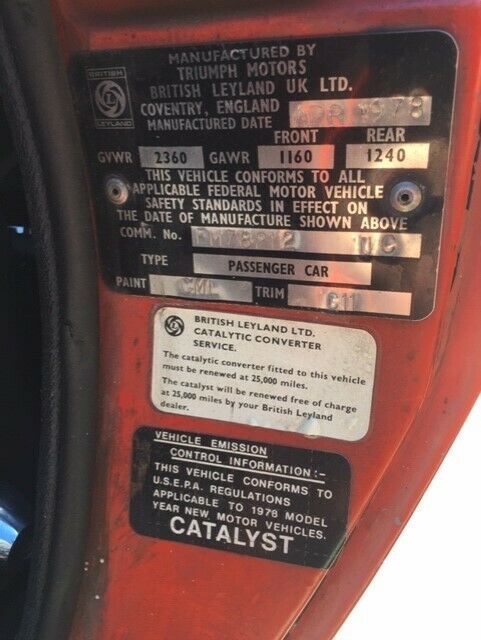 MANUFACTURED BY
TRIUMPH MOTORS
BRITISH LEYLAND UK LTD.
COVENTRY, ENGLAND
MANUFACTURED DATE APR 1978
BRITISH
L
LEYLAND
FRONT REAR
GVWR 2360 GAWR 1160 1240
THIS VEHICLE CONFORMS TO ALL
APPLICABLE FEDERAL MOTOR VEHICLE
SAFETY STANDARDS IN EFFECT ON
THE DATE OF MANUFACTURE SHOWN ABOVE
COMM. No.
TYPE PASSENGER CAR
PAINT TRIM C11
BRITISH LEYLAND LTD.
CATALYTIC CONVERTER
SERVICE.
The catalytic converter fitted to this vehicle
must be renewed at 25,000 miles.
The catalyst will be renewed free of charge
at 25,000 miles by your British Leyland
dealer.
VEHICLE EMISSION
CONTROL INFORMATION:-
THIS VEHICLE CONFORMS TO
U.S.E.P.A. REGULATIONS
APPLICABLE TO 1978 MODEL
YEAR NEW MOTOR VEHICLES.
CATALYST